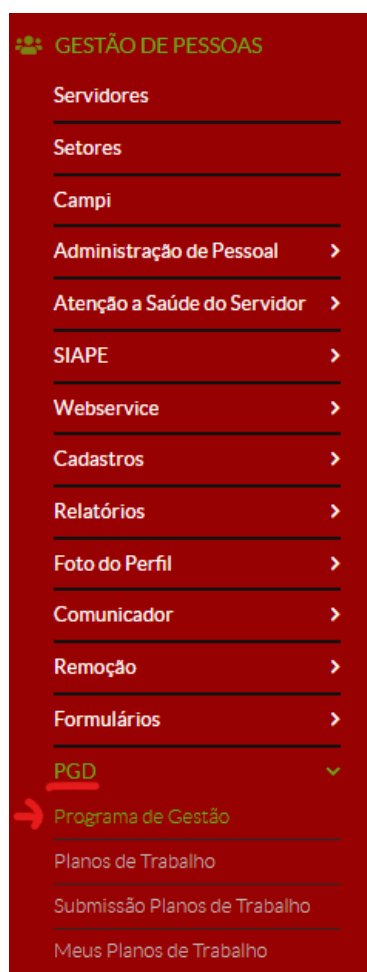 GESTÃO DE PESSOAS
Servidores
Setores
Campi
Administração de Pessoal
Atenção a Saúde do Servidor
SIAPE
Webservice
Cadastros
Relatórios
Foto do Perfil
Comunicador
Remoção
Formulários
PGD
Programa de Gestão
Planos de Trabalho
Submissão Planos de Trabalho
Meus Planos de Trabalho